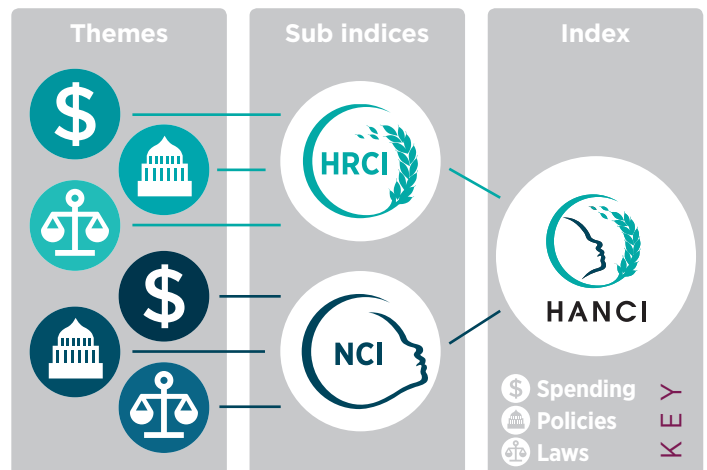 Themes
Sub indices
Index
$
HRCI
$
NCI
HANCI
$ Spending
Policies
Laws
KEY